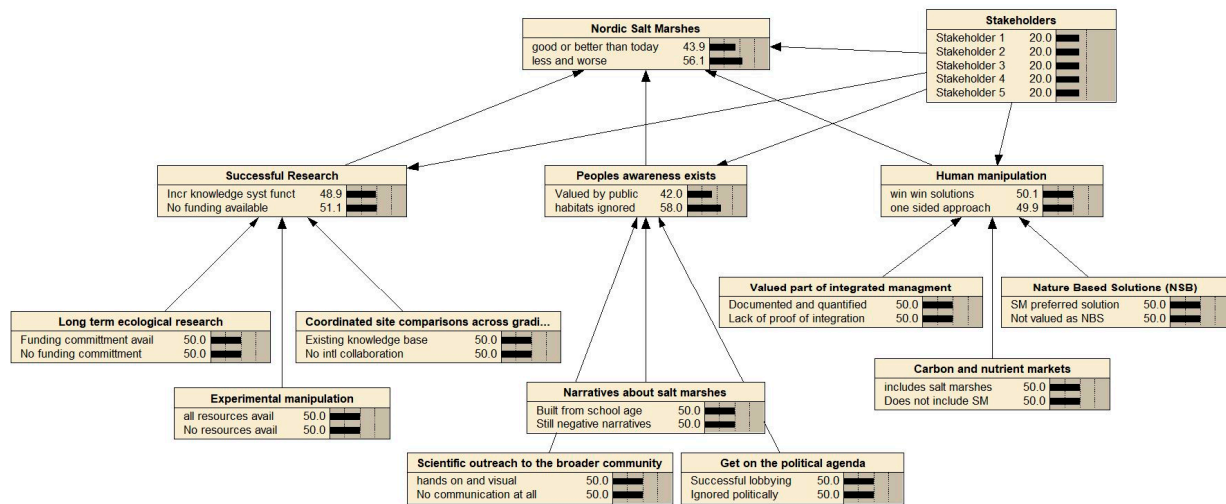 Nordic Salt Marshes
good or better than today 43.9
less and worse 56.1
Stakeholders
Stakeholder 1 20.0
Stakeholder 2 20.0
Stakeholder 3 20.0
Stakeholder 4 20.0
Stakeholder 5 20.0
Successful Research
Incr knowledge syst funct 48.9
No funding available 51.1
Peoples awareness exists
Valued by public 42.0
habitats ignored 58.0
Human manipulation
win win solutions 50.1
one sided approach 49.9
Valued part of integrated managment
Documented and quantified 50.0
Lack of proof of integration 50.0
Nature Based Solutions (NSB)
SM preferred solution 50.0
Not valued as NBS 50.0
Long term ecological research
Funding committment avail 50.0
No funding committment 50.0
Coordinated site comparisons across gradi...
Existing knowledge base 50.0
No intl collaboration 50.0
Carbon and nutrient markets
includes salt marshes 50.0
Does not include SM 50.0
Experimental manipulation
all resources avail 50.0
No resources avail 50.0
Narratives about salt marshes
Built from school age 50.0
Still negative narratives 50.0
Scientific outreach to the broader community
hands on and visual 50.0
No communication at all 50.0
Get on the political agenda
Successful lobbying 50.0
Ignored politically 50.0